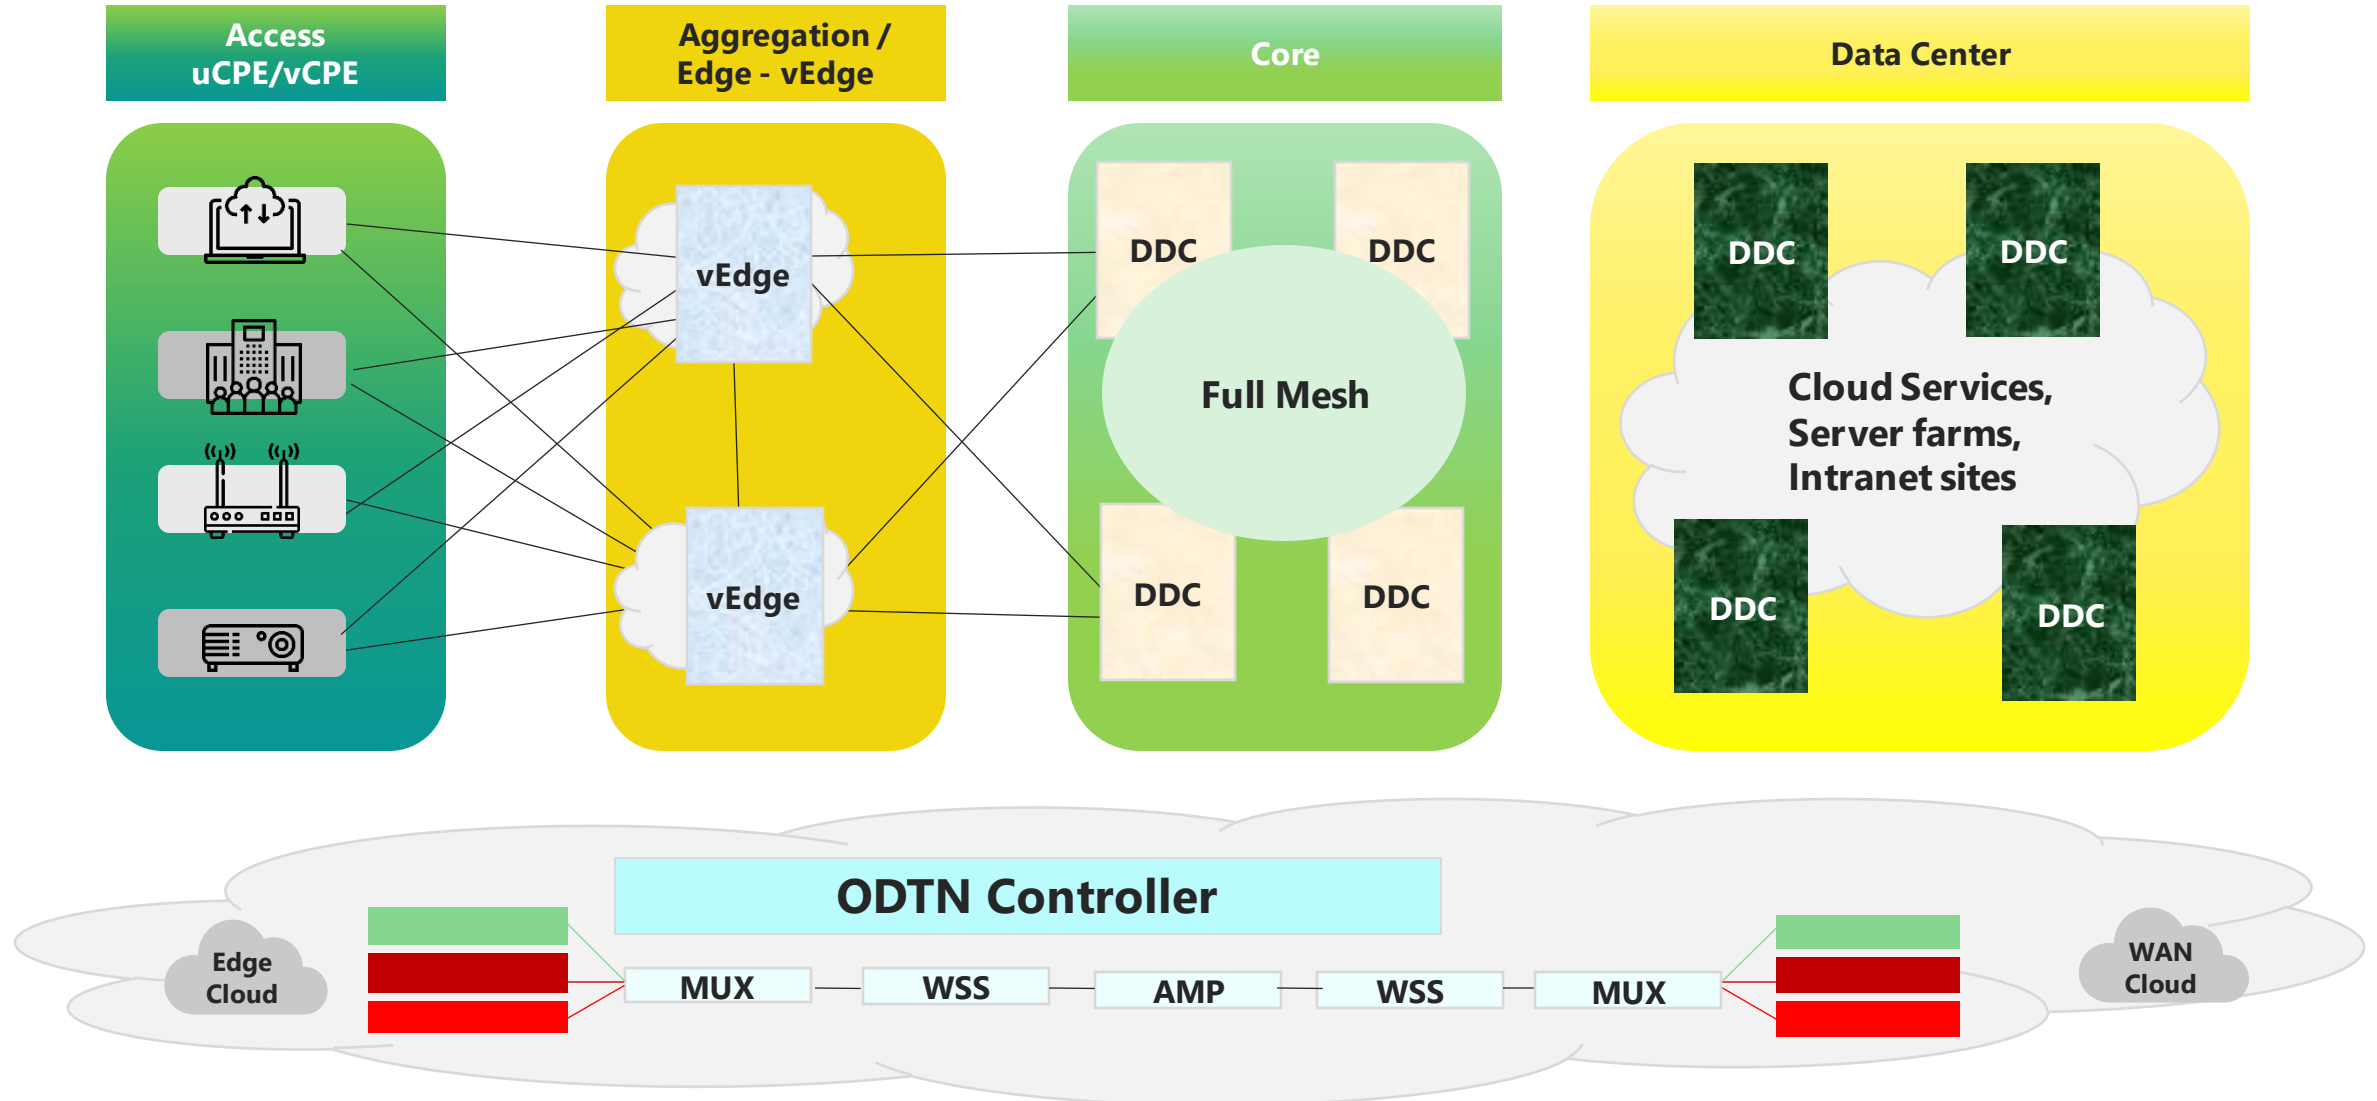 Access
uCPE/vCPE
Aggregation /
Edge - vEdge
Core
Data Center
vEdge
vEdge
DDC
DDC
Full Mesh
DDC
DDC
DDC
DDC
Cloud Services,
Server farms,
Intranet sites
DDC
DDC
ODTN Controller
Edge
Cloud
MUX
WSS
AMP
WSS
MUX
WAN
Cloud